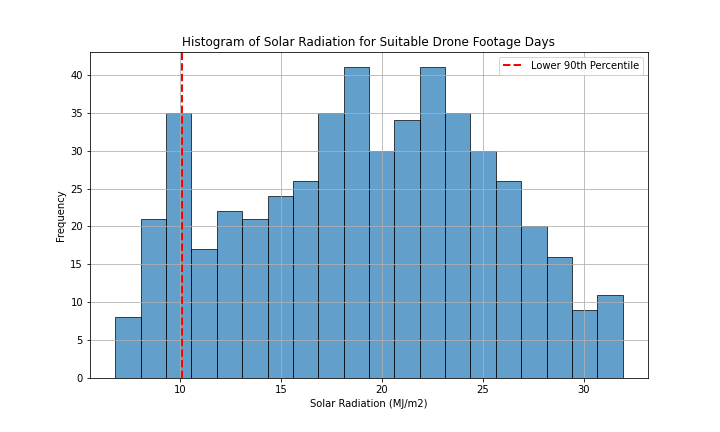 Histogram of Solar Radiation for Suitable Drone Footage Days
Lower 90th Percentile
40
35
30
25
20
15
10
5
0
Frequency
10 15 20 25 30
Solar Radiation (MJ/m2)